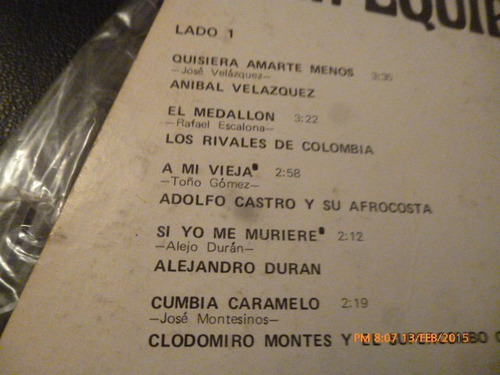 LADO 1
QUISIERA AMARTE MENOS 3:35
—José Velázquez—
ANIBAL VELAZQUEZ
EL MEDALLON 3:22
—Rafael Escalona—
LOS RIVALES DE COLOMBIA
A MI VIEJA 2:58
—Toño Gómez—
ADOLFO CASTRO Y SU AFROCOSTA
SI YO ME MURIERE 2:12
—Alejo Durán—
ALEJANDRO DURAN
CUMBIA CARAMELO 2:19
—José Montesinos—
CLODOMIRO MONTES Y
PM 8:07 13/FEB/2015